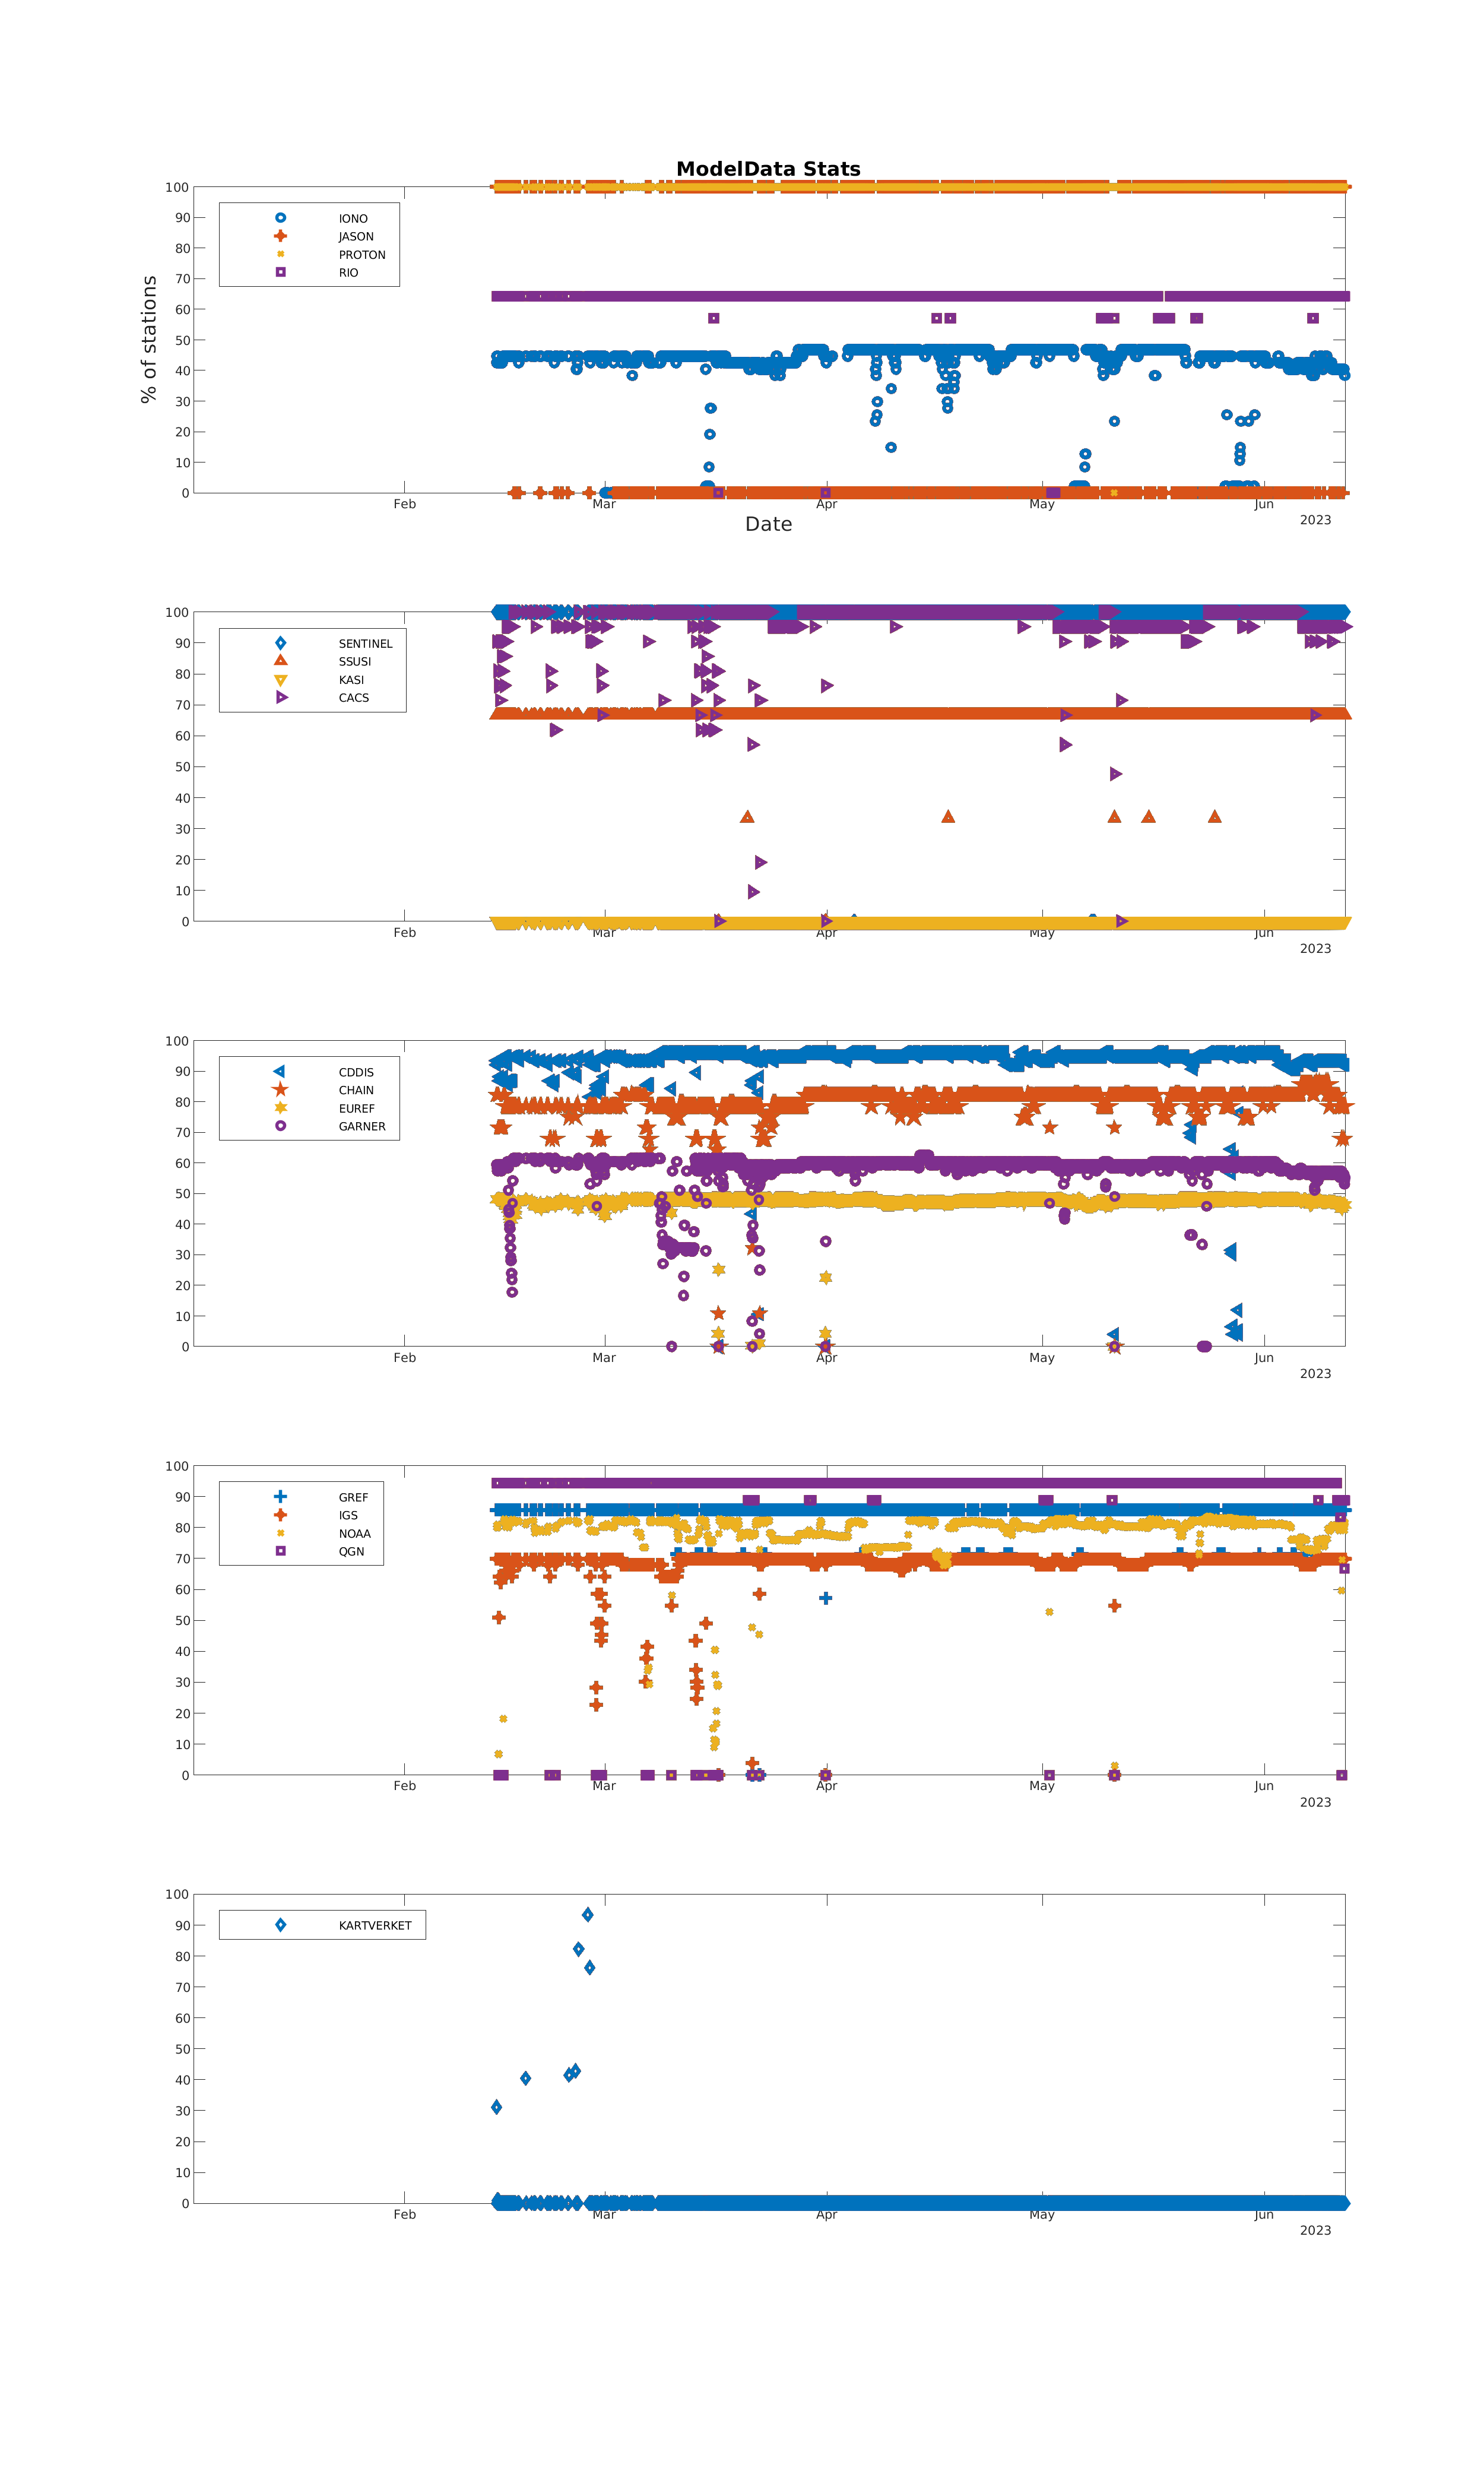 ModelData Stats
100
90
80
70
60
50
40
30
20
10
0
% of stations
IONO
JASON
PROTON
RIO
Feb Mar Apr May Jun
2023
Date
100
90
80
70
60
50
40
30
20
10
0
SENTINEL
SSUSI
KASI
CACS
Feb Mar Apr May Jun
2023
100
90
80
70
60
50
40
30
20
10
0
CDDIS
CHAIN
EUREF
GARNER
Feb Mar Apr May Jun
2023
100
90
80
70
60
50
40
30
20
10
0
GREF
IGS
NOAA
QGN
Feb Mar Apr May Jun
2023
100
90
80
70
60
50
40
30
20
10
0
KARTVERKET
Feb Mar Apr May Jun
2023